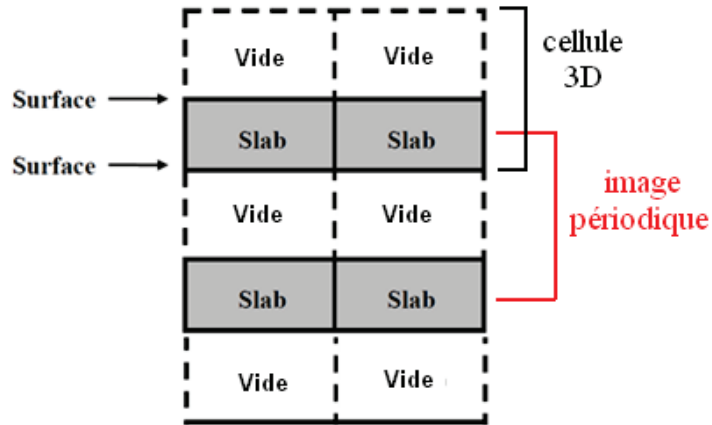 Vide Vide
cellule
3D
Surface
Slab Slab
Surface
image
périodique
Vide Vide
Slab Slab
Vide Vide